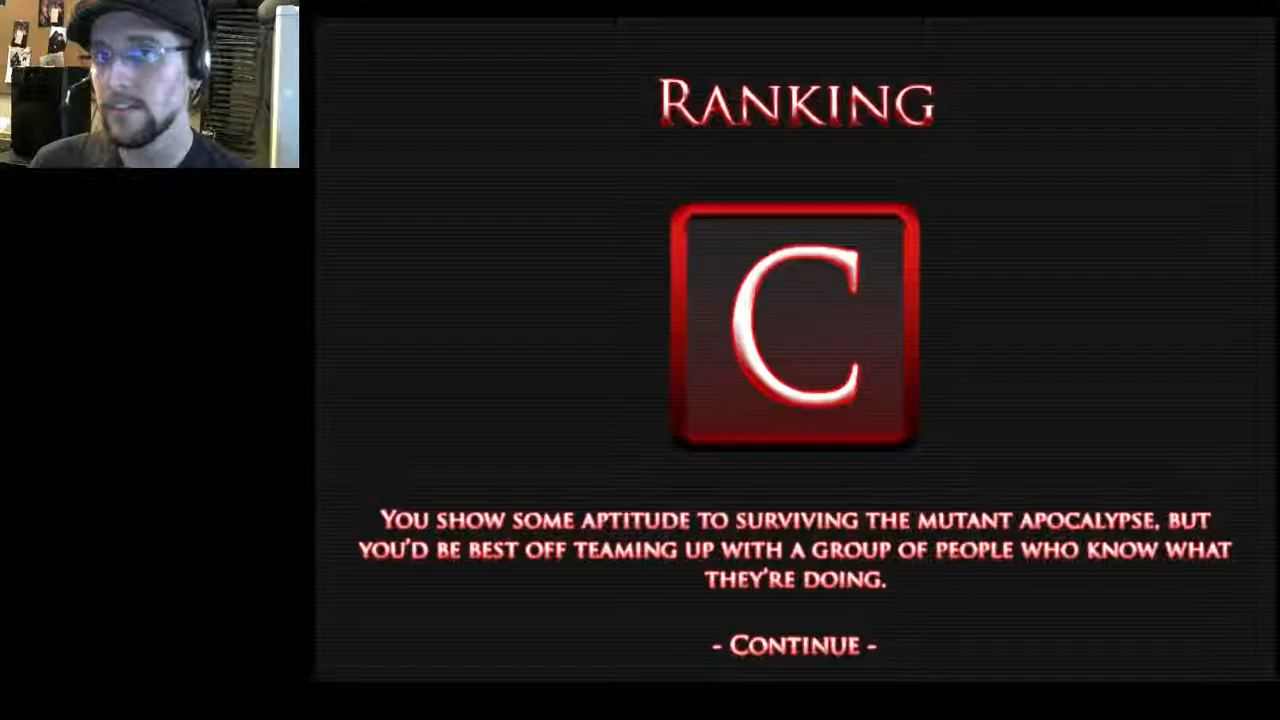 RANKING
C
YOU SHOW SOME APTITUDE TO SURVIVING THE MUTANT APOCALYPSE, BUT
YOU'D BE BEST OFF TEAMING UP WITH A GROUP OF PEOPLE WHO KNOW WHAT
THEY'RE DOING.
- CONTINUE -